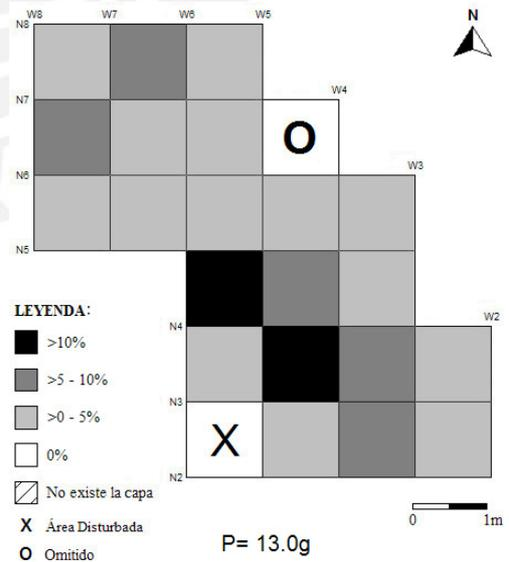 W8 W7 W6 W5
N8
N
N7
W4
O
N6
W3
N5
LEYENDA:
>10%
N4
W2
>5 - 10%
>0 - 5%
N3
X
0%
N2
No existe la capa
X Área Disturbada
O Omitido
P= 13.0g
0 1m